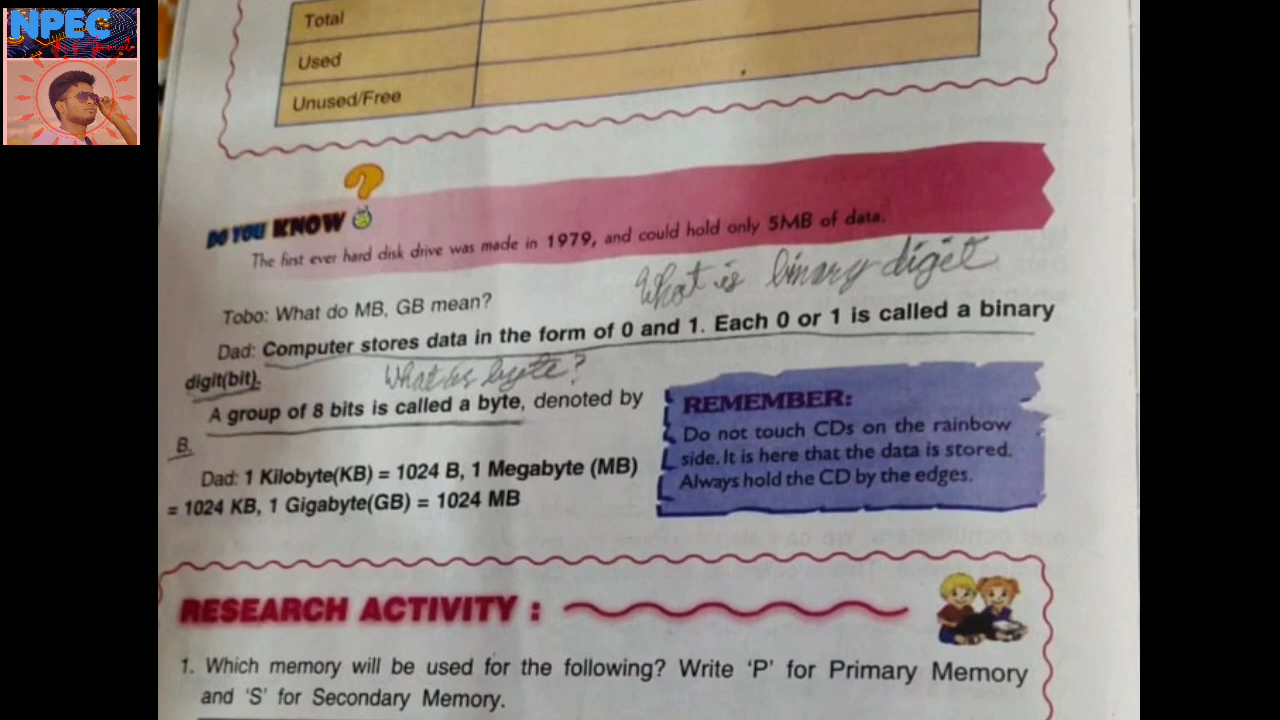 NPEC
Total
Used
Unused/Free
DO YOU KNOW ?
The first ever hard disk drive was made in 1979, and could hold only 5MB of data.
What is binary digit
Tobo: What do MB, GB mean?
Dad: Computer stores data in the form of 0 and 1. Each 0 or 1 is called a binary
digit(bit).
What is byte?
A group of 8 bits is called a byte, denoted by
B.
Dad: 1 Kilobyte(KB) = 1024 B, 1 Megabyte (MB)
= 1024 KB, 1 Gigabyte(GB) = 1024 MB
REMEMBER:
Do not touch CDs on the rainbow
side. It is here that the data is stored.
Always hold the CD by the edges.
RESEARCH ACTIVITY :
1. Which memory will be used for the following? Write 'P' for Primary Memory
and 'S' for Secondary Memory.